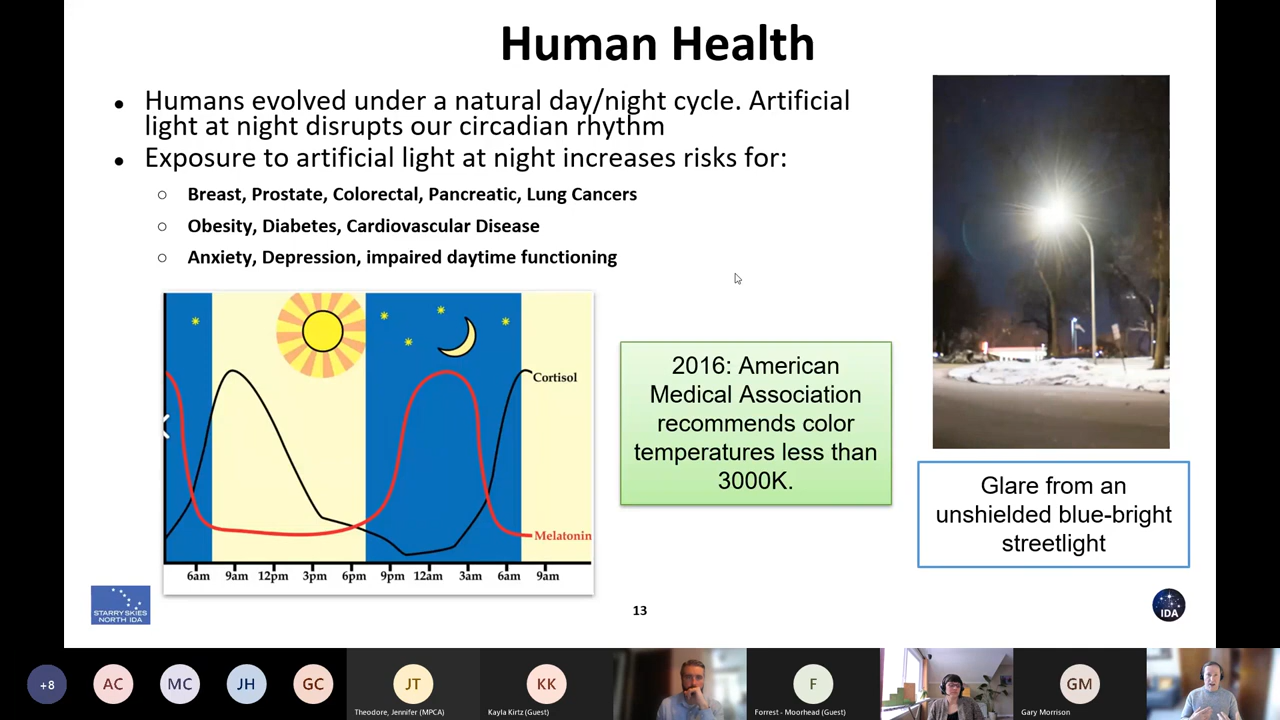 Human Health
● Humans evolved under a natural day/night cycle. Artificial
light at night disrupts our circadian rhythm
● Exposure to artificial light at night increases risks for:
○ Breast, Prostate, Colorectal, Pancreatic, Lung Cancers
○ Obesity, Diabetes, Cardiovascular Disease
○ Anxiety, Depression, impaired daytime functioning
Cortisol
Melatonin
6am 9am 12pm 3pm 6pm 9pm 12am 3am 6am 9am
2016: American
Medical Association
recommends color
temperatures less than
3000K.
Glare from an
unshielded blue-bright
streetlight
STARRY SKIES
NORTH IDA
13
IDA
+8
AC
MC
JH
GC
JT
Theodore, Jennifer (MPCA)
KK
Kayla Kirtz (Guest)
F
Forrest - Moorhead (Guest)
GM
Gary Morrison